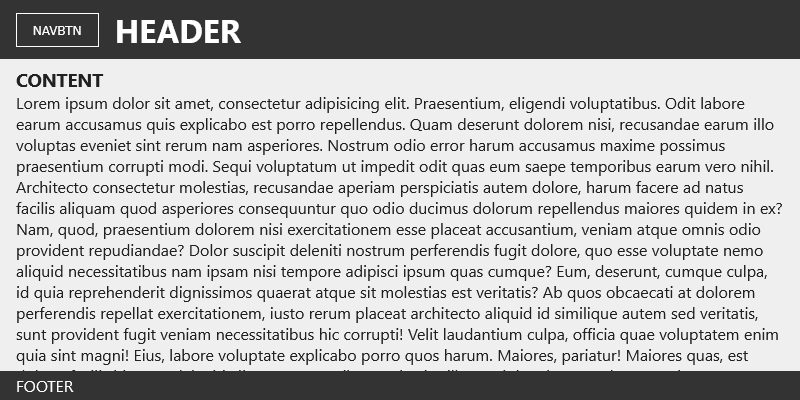 NAVBTN HEADER
CONTENT
Lorem ipsum dolor sit amet, consectetur adipisicing elit. Praesentium, eligendi voluptatibus. Odit labore
earum accusamus quis explicabo est porro repellendus. Quam deserunt dolorem nisi, recusandae earum illo
voluptas eveniet sint rerum nam asperiores. Nostrum odio error harum accusamus maxime possimus
praesentium corrupti modi. Sequi voluptatum ut impedit odit quas eum saepe temporibus earum vero nihil.
Architecto consectetur molestias, recusandae aperiam perspiciatis autem dolore, harum facere ad natus
facilis aliquam quod asperiores consequuntur quo odio ducimus dolorum repellendus maiores quidem in ex?
Nam, quod, praesentium dolorem nisi exercitationem esse placeat accusantium, veniam atque omnis odio
provident repudiandae? Dolor suscipit deleniti nostrum perferendis fugit dolore, quo esse voluptate nemo
aliquid necessitatibus nam ipsam nisi tempore adipisci ipsum quas cumque? Eum, deserunt, cumque culpa,
id quia reprehenderit dignissimos quaerat atque sit molestias est veritatis? Ab quos obcaecati at dolorem
perferendis repellat exercitationem, iusto rerum placeat architecto aliquid id similique autem sed veritatis,
sunt provident fugit veniam necessitatibus hic corrupti! Velit laudantium culpa, officia quae voluptatem enim
quia sint magni! Eius, labore voluptate explicabo porro quos harum. Maiores, pariatur! Maiores quas, est
FOOTER